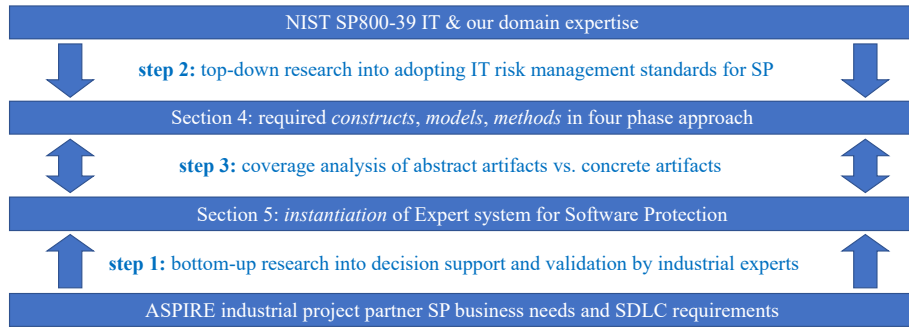 NIST SP800-39 IT & our domain expertise
step 2: top-down research into adopting IT risk management standards for SP
Section 4: required constructs, models, methods in four phase approach
step 3: coverage analysis of abstract artifacts vs. concrete artifacts
Section 5: instantiation of Expert system for Software Protection
step 1: bottom-up research into decision support and validation by industrial experts
ASPIRE industrial project partner SP business needs and SDLC requirements